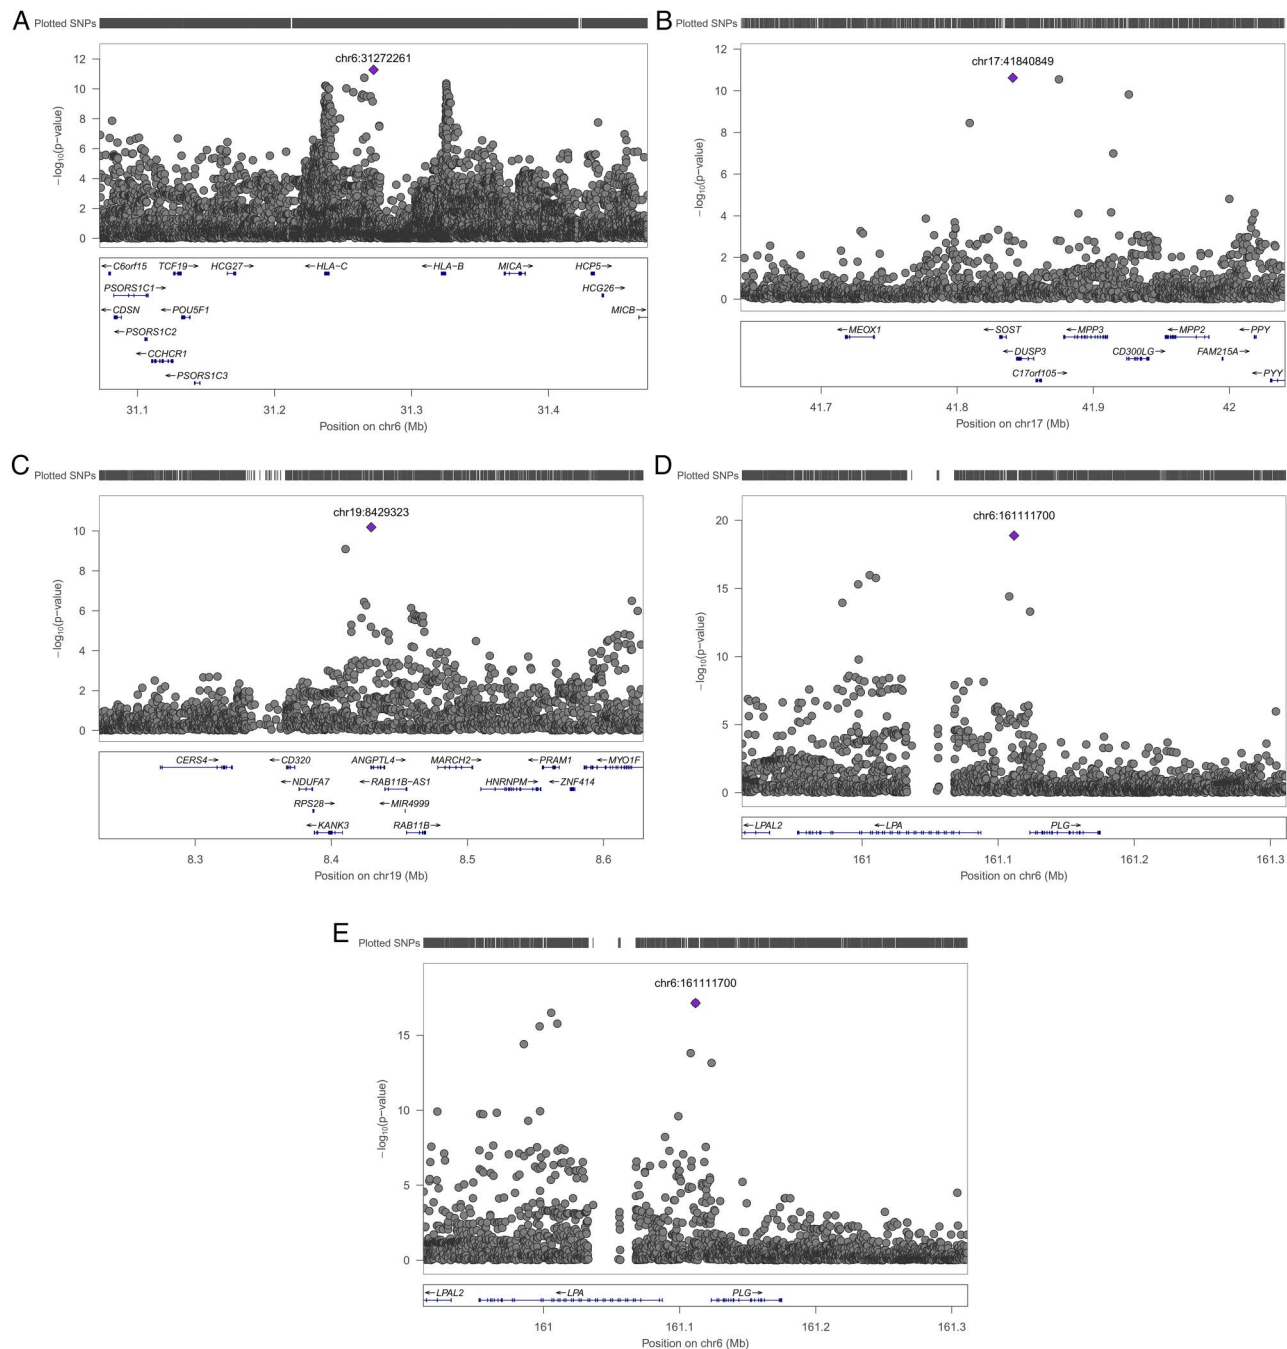 A
Plotted SNPs
chr6:31272261
12
10
8
6
4
2
0
−log10(p−value)
←C6orf15 TCF19→ HCG27→ ←HLA−C ←HLA−B MICA→ HCP5→
PSORS1C1→ HCG26→
←CDSN ←POU5F1 MICB→
←PSORS1C2
←CCHCR1
←PSORS1C3
31.1 31.2 31.3 31.4
Position on chr6 (Mb)
B
Plotted SNPs
chr17:41840849
12
10
8
6
4
2
0
−log10(p−value)
←MEOX1 ←SOST ←MPP3 ←MPP2 ←PPY
←DUSP3 CD300LG→ FAM215A→
C17orf105→ ←PYY
41.7 41.8 41.9 42
Position on chr17 (Mb)
C
Plotted SNPs
chr19:8429323
10
8
6
4
2
0
−log10(p−value)
CERS4→ ←CD320 ANGPTL4→ MARCH2→ ←PRAM1 ←MYO1F
←NDUFA7 ←RAB11B−AS1 HNRNPM→ ←ZNF414
RPS28→ ←MIR4999
←KANK3 RAB11B→
8.3 8.4 8.5 8.6
Position on chr19 (Mb)
D
Plotted SNPs
chr6:161111700
20
15
10
5
0
−log10(p−value)
←LPAL2 ←LPA PLG→
161 161.1 161.2 161.3
Position on chr6 (Mb)
E
Plotted SNPs
chr6:161111700
15
10
5
0
−log10(p−value)
←LPAL2 ←LPA PLG→
161 161.1 161.2 161.3
Position on chr6 (Mb)